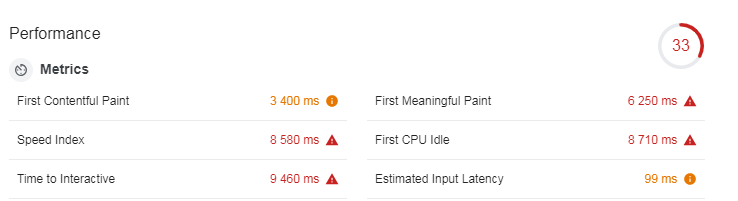 Performance
33
Metrics
First Contentful Paint 3 400 ms First Meaningful Paint 6 250 ms
Speed Index 8 580 ms First CPU Idle 8 710 ms
Time to Interactive 9 460 ms Estimated Input Latency 99 ms